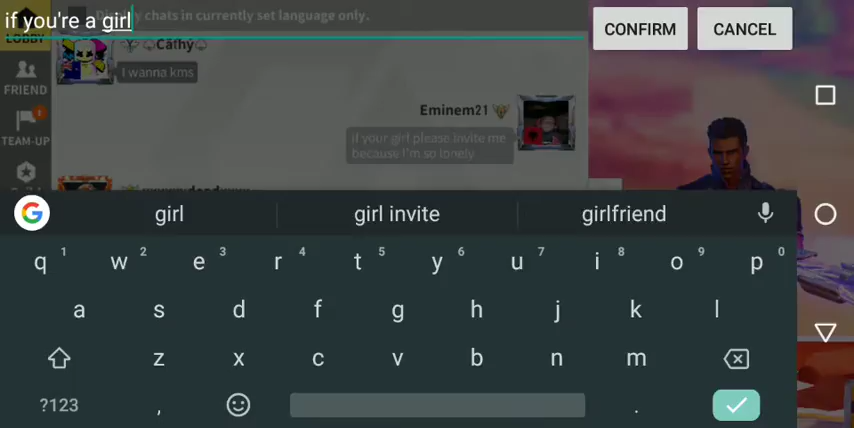 if you're a girl
Display chats in currently set language only.
CONFIRM
CANCEL
LOBBY
♤Cathy♤
I wanna kms
FRIEND
Eminem21
if your girl please invite me
because I'm so lonely
1
TEAM-UP
girl
girl invite
girlfriend
q 1 w 2 e 3 r 4 t 5 y 6 u 7 i 8 o 9 p 0
a s d f g h j k l
z x c v b n m
?123 , .